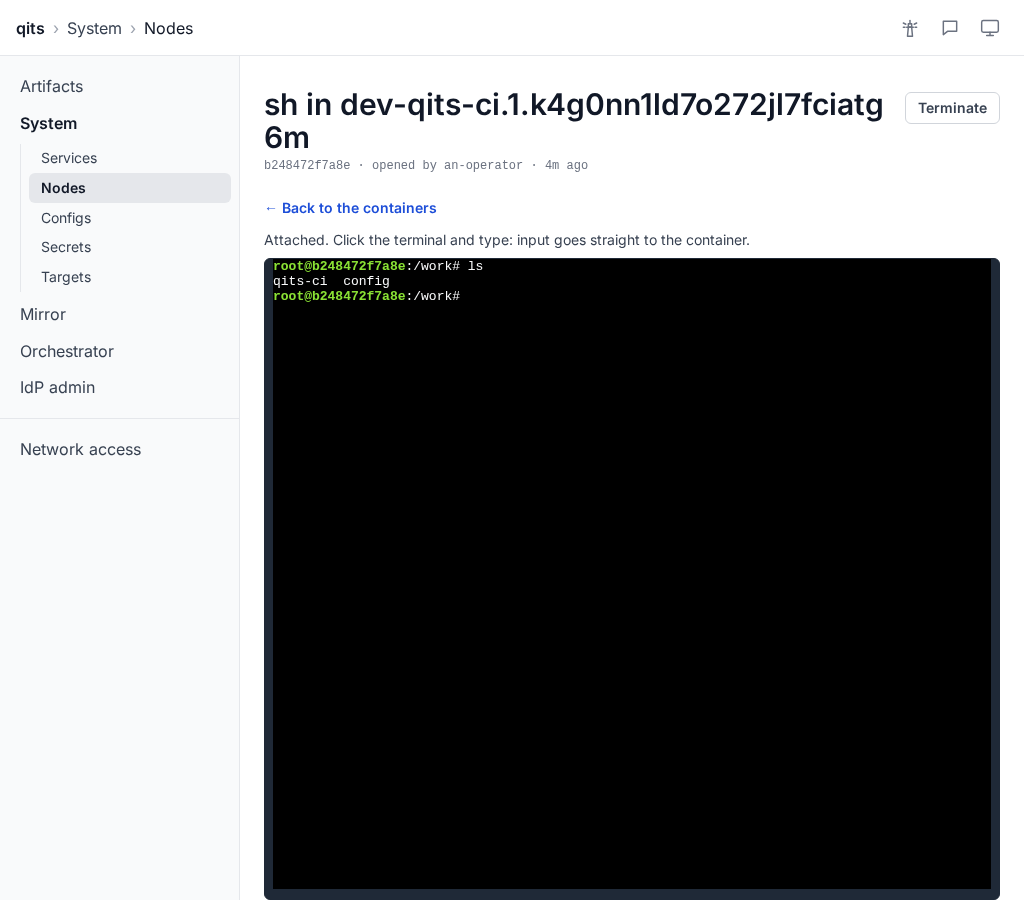 qits › System › Nodes
Artifacts
System
Services
Nodes
Configs
Secrets
Targets
Mirror
Orchestrator
IdP admin
Network access
sh in dev-qits-ci.1.k4g0nn1ld7o272jl7fciatg
6m
Terminate
b248472f7a8e · opened by an-operator · 4m ago
← Back to the containers
Attached. Click the terminal and type: input goes straight to the container.
root@b248472f7a8e:/work# ls
qits-ci  config
root@b248472f7a8e:/work#